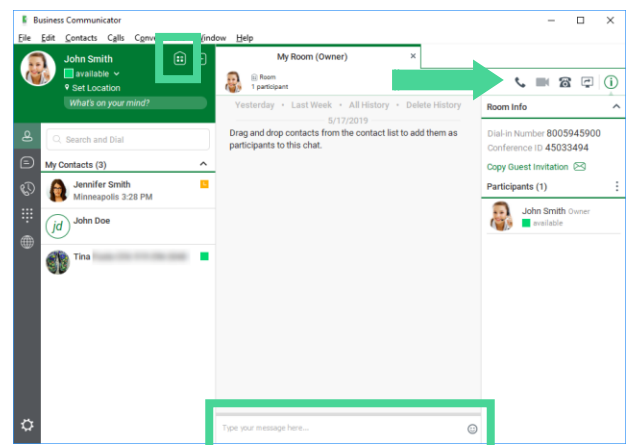 Business Communicator
File Edit Contacts Calls Window Help
John Smith
available
Set Location
What's on your mind?
Search and Dial
My Contacts (3)
Jennifer Smith
Minneapolis 3:28 PM
jd
John Doe
Tina
My Room (Owner)
Room
1 participant
Yesterday • Last Week • All History • Delete History
5/17/2019
Drag and drop contacts from the contact list to add them as
participants to this chat.
Type your message here...
Room Info
Dial-in Number 8005945900
Conference ID 45033494
Copy Guest Invitation
Participants (1)
John Smith Owner
available